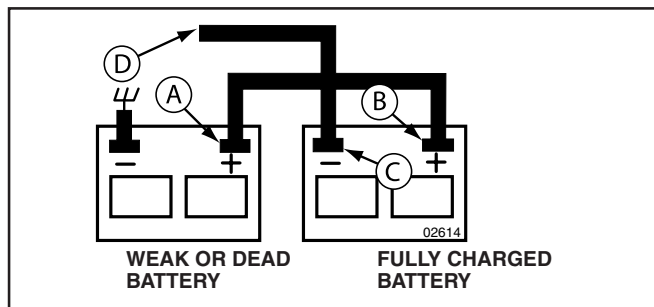 D
A
B
− + − +
C
02614
WEAK OR DEAD
BATTERY
FULLY CHARGED
BATTERY